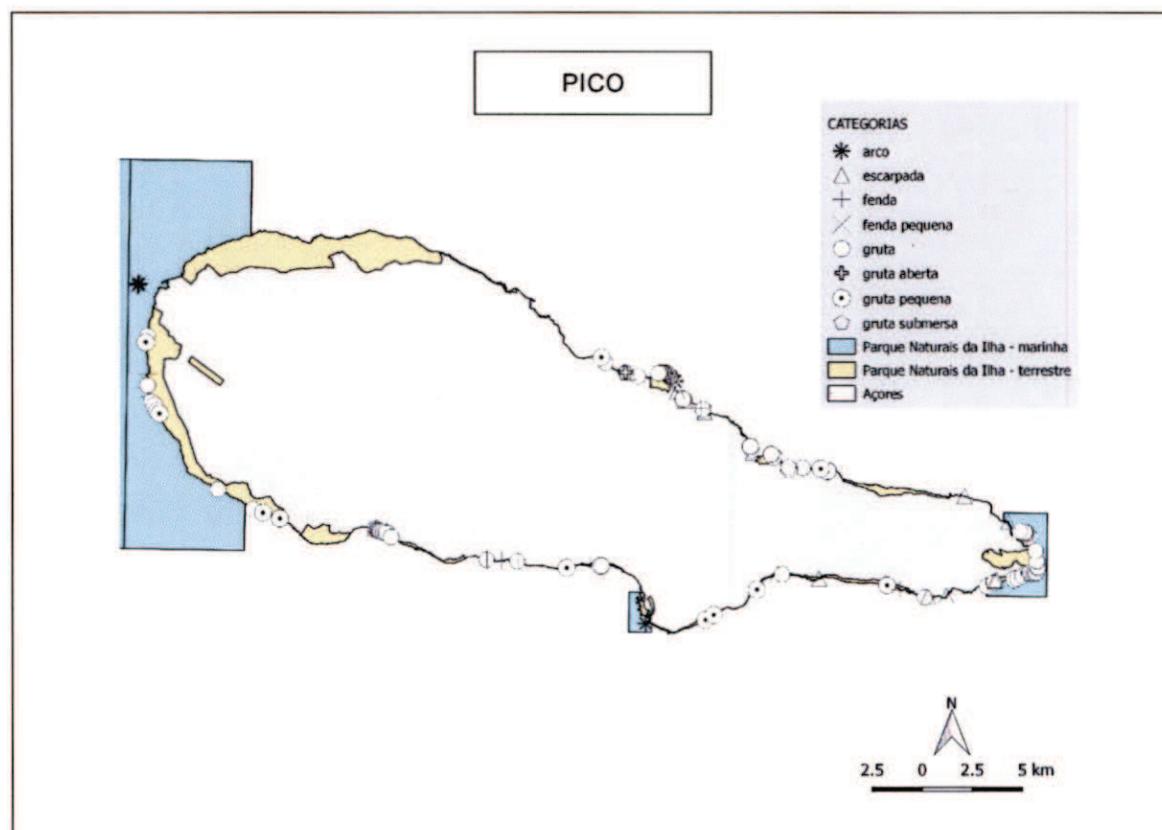 PICO
CATEGORIAS
arco
escarpada
fenda
fenda pequena
gruta
gruta aberta
gruta pequena
gruta submersa
Parque Naturais da Ilha - marinha
Parque Naturais da Ilha - terrestre
Açores
N
2.5 0 2.5 5 km